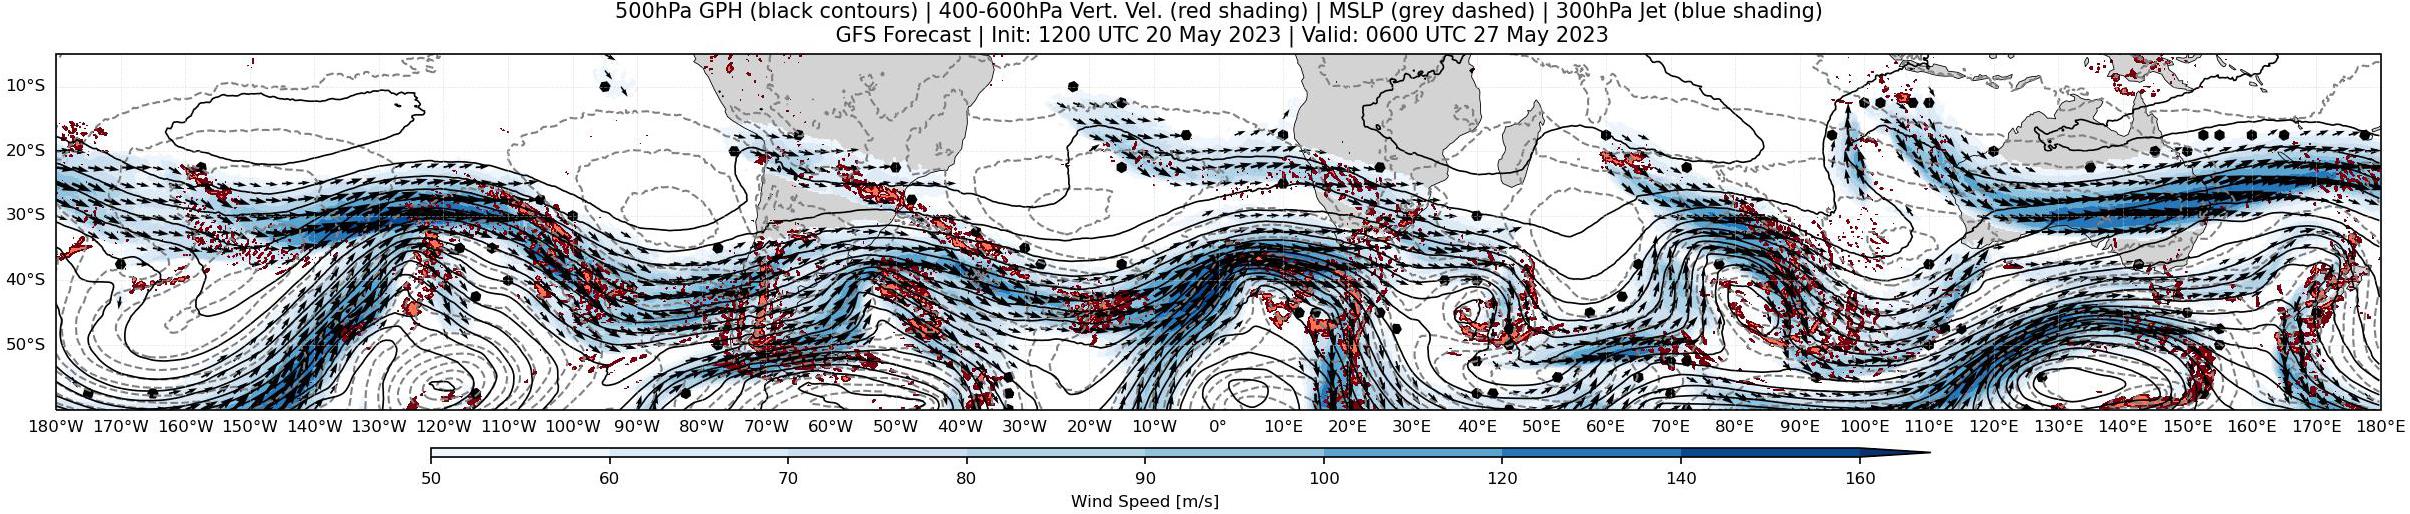 500hPa GPH (black contours) | 400-600hPa Vert. Vel. (red shading) | MSLP (grey dashed) | 300hPa Jet (blue shading)
GFS Forecast | Init: 1200 UTC 20 May 2023 | Valid: 0600 UTC 27 May 2023
10°S
20°S
30°S
40°S
50°S
180°W 170°W 160°W 150°W 140°W 130°W 120°W 110°W 100°W 90°W 80°W 70°W 60°W 50°W 40°W 30°W 20°W 10°W 0° 10°E 20°E 30°E 40°E 50°E 60°E 70°E 80°E 90°E 100°E 110°E 120°E 130°E 140°E 150°E 160°E 170°E 180°E
50 60 70 80 90 100 120 140 160
Wind Speed [m/s]